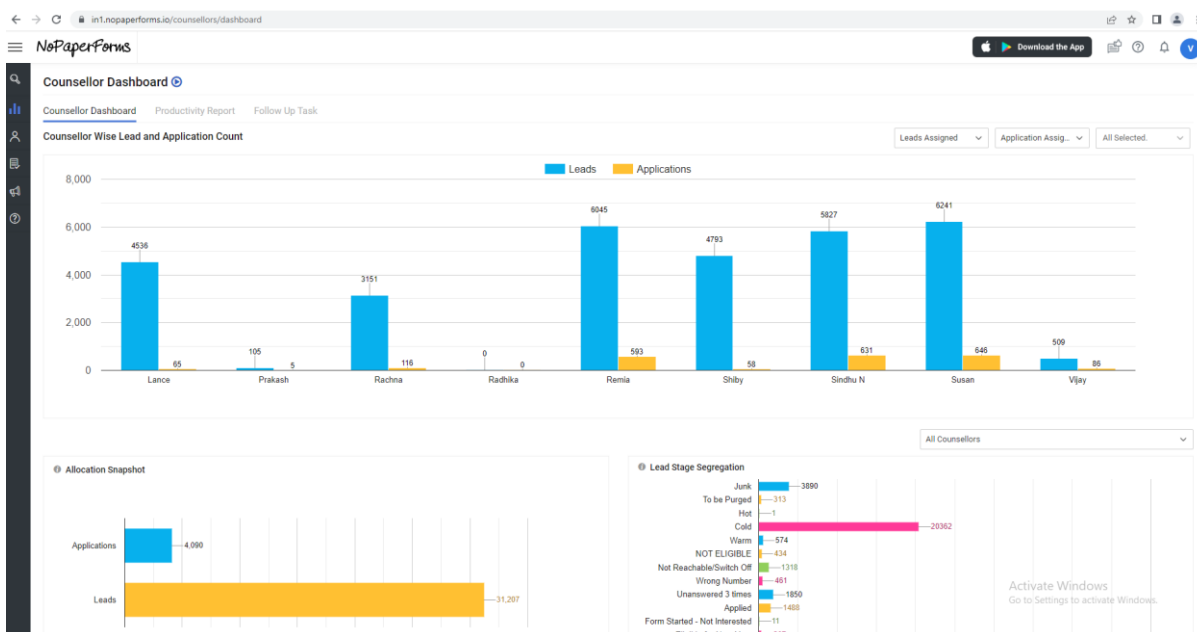 in1.nopaperforms.io/counsellors/dashboard
NoPaperForms
Download the App
V
Counsellor Dashboard
Counsellor Dashboard Productivity Report Follow Up Task
Counsellor Wise Lead and Application Count
Leads Assigned Application Assig... All Selected.
Leads Applications
8,000
6,000
4,000
2,000
0
4536 65 105 5 3151 116 0 0 6045 593 4793 58 5827 631 6241 646 509 86
Lance Prakash Rachna Radhika Remia Shiby Sindhu N Susan Vijay
All Counsellors
Allocation Snapshot
Applications 4,090
Leads 31,207
Lead Stage Segregation
Junk 3890
To be Purged 313
Hot 1
Cold 20362
Warm 574
NOT ELIGIBLE 434
Not Reachable/Switch Off 1318
Wrong Number 461
Unanswered 3 times 1850
Applied 1488
Form Started - Not Interested 11
Activate Windows
Go to Settings to activate Windows.